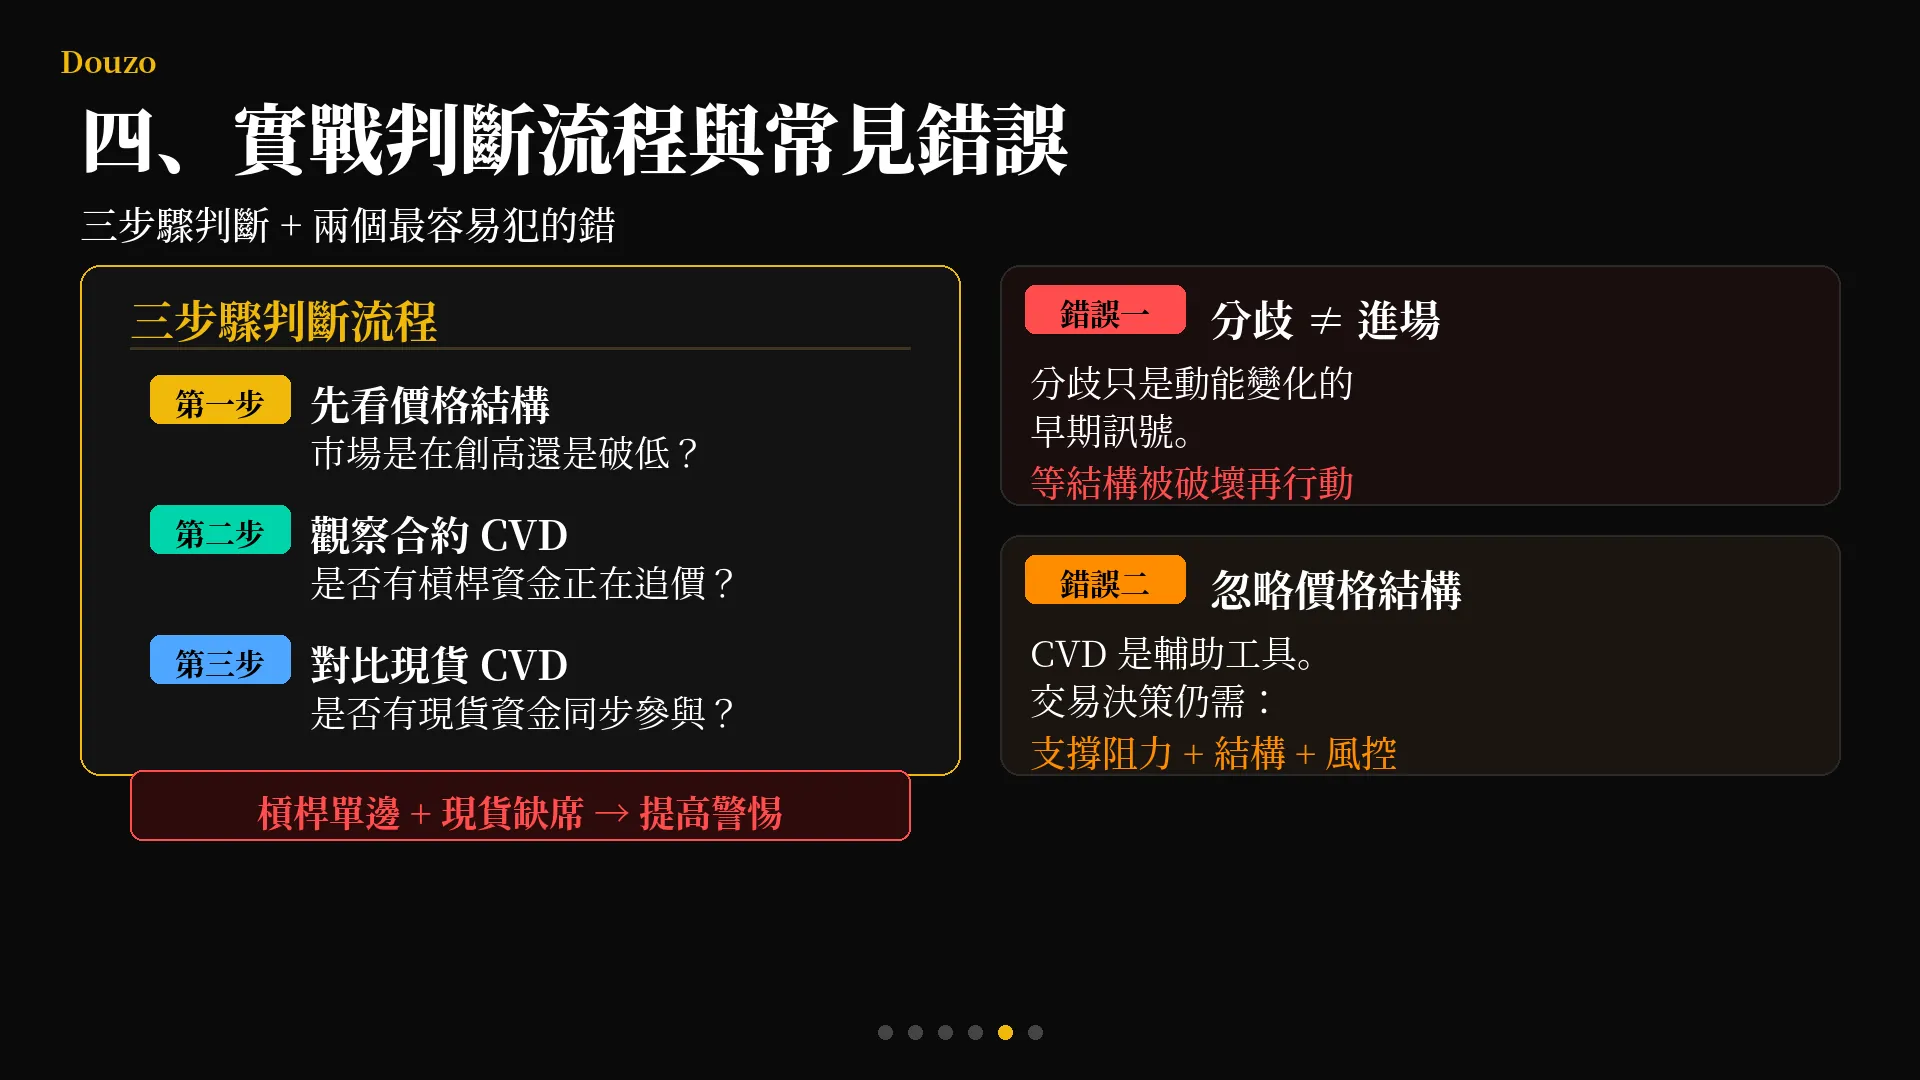 Douzo
四、實戰判斷流程與常見錯誤
三步驟判斷 + 兩個最容易犯的錯
三步驟判斷流程
第一步
先看價格結構
市場是在創高還是破低？
第二步
觀察合約 CVD
是否有槓桿資金正在追價？
第三步
對比現貨 CVD
是否有現貨資金同步參與？
槓桿單邊 + 現貨缺席 → 提高警惕
錯誤一
分歧 ≠ 進場
分歧只是動能變化的
早期訊號。
等結構被破壞再行動
錯誤二
忽略價格結構
CVD 是輔助工具。
交易決策仍需：
支撐阻力 + 結構 + 風控